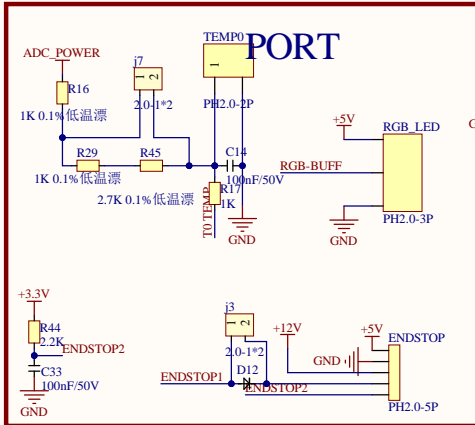 PORT
ADC_POWER
TEMP0
1
PH2.0-2P
j7
1 2
2.0-1*2
R16
1K 0.1%低温漂
R29
1K 0.1%低温漂
R45
2.7K 0.1%低温漂
C14
100nF/50V
R17
1K
T0 TEMP
GND
+5V
RGB_LED
RGB-BUFF
GND
PH2.0-3P
+3.3V
R44
2.2K
ENDSTOP2
C33
100nF/50V
GND
j3
1 2
2.0-1*2
+12V
+5V
ENDSTOP
GND
D12
ENDSTOP1
ENDSTOP2
PH2.0-5P